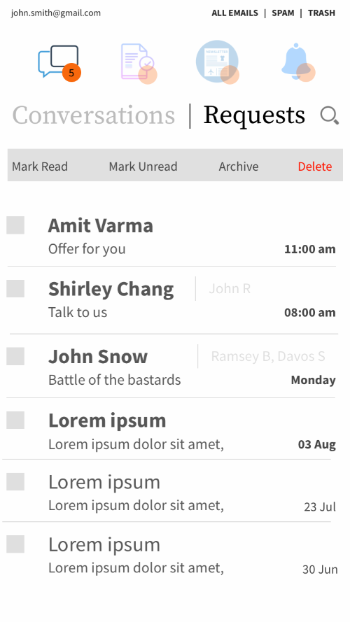 john.smith@gmail.com ALL EMAILS | SPAM | TRASH
5
Conversations | Requests
Mark Read Mark Unread Archive Delete
Amit Varma
Offer for you 11:00 am
Shirley Chang John R
Talk to us 08:00 am
John Snow Ramsey B, Davos S
Battle of the bastards Monday
Lorem ipsum
Lorem ipsum dolor sit amet, 03 Aug
Lorem ipsum
Lorem ipsum dolor sit amet, 23 Jul
Lorem ipsum
Lorem ipsum dolor sit amet, 30 Jun